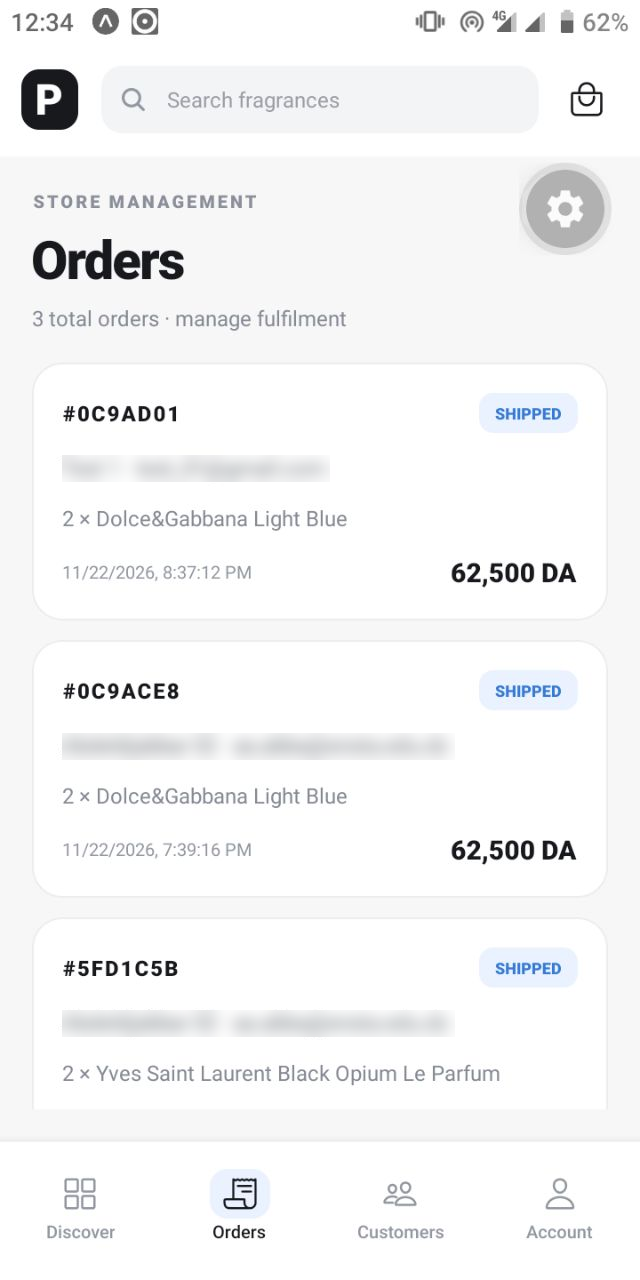 12:34
4G
62%
P
Search fragrances
STORE MANAGEMENT
Orders
3 total orders · manage fulfilment
#0C9AD01
SHIPPED
2 × Dolce&Gabbana Light Blue
11/22/2026, 8:37:12 PM
62,500 DA
#0C9ACE8
SHIPPED
2 × Dolce&Gabbana Light Blue
11/22/2026, 7:39:16 PM
62,500 DA
#5FD1C5B
SHIPPED
2 × Yves Saint Laurent Black Opium Le Parfum
Discover
Orders
Customers
Account